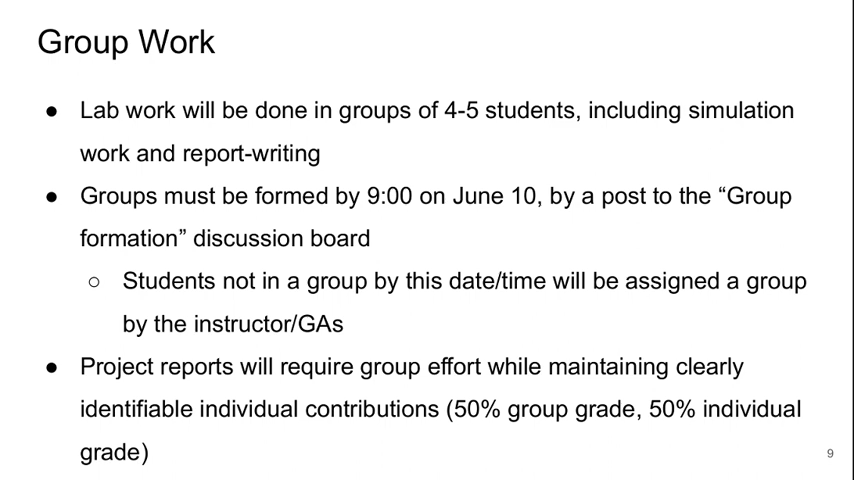 Group Work
● Lab work will be done in groups of 4-5 students, including simulation
work and report-writing
● Groups must be formed by 9:00 on June 10, by a post to the “Group
formation” discussion board
○ Students not in a group by this date/time will be assigned a group
by the instructor/GAs
● Project reports will require group effort while maintaining clearly
identifiable individual contributions (50% group grade, 50% individual
grade)
9